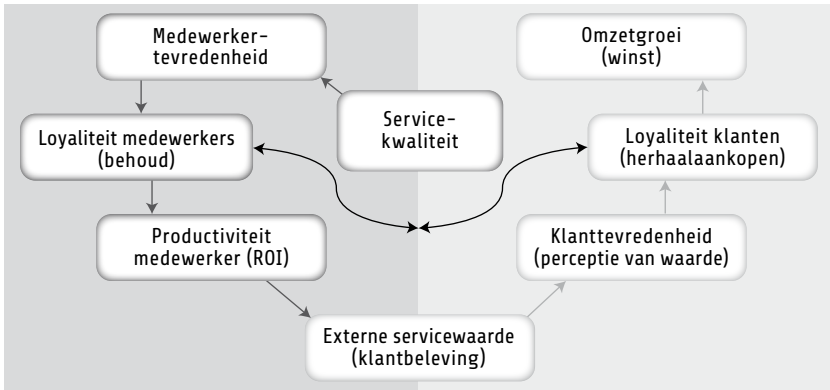 Medewerker-
tevredenheid
Omzetgroei
(winst)
Service-
kwaliteit
Loyaliteit medewerkers
(behoud)
Loyaliteit klanten
(herhaalaankopen)
Productiviteit
medewerker (ROI)
Klanttevredenheid
(perceptie van waarde)
Externe servicewaarde
(klantbeleving)